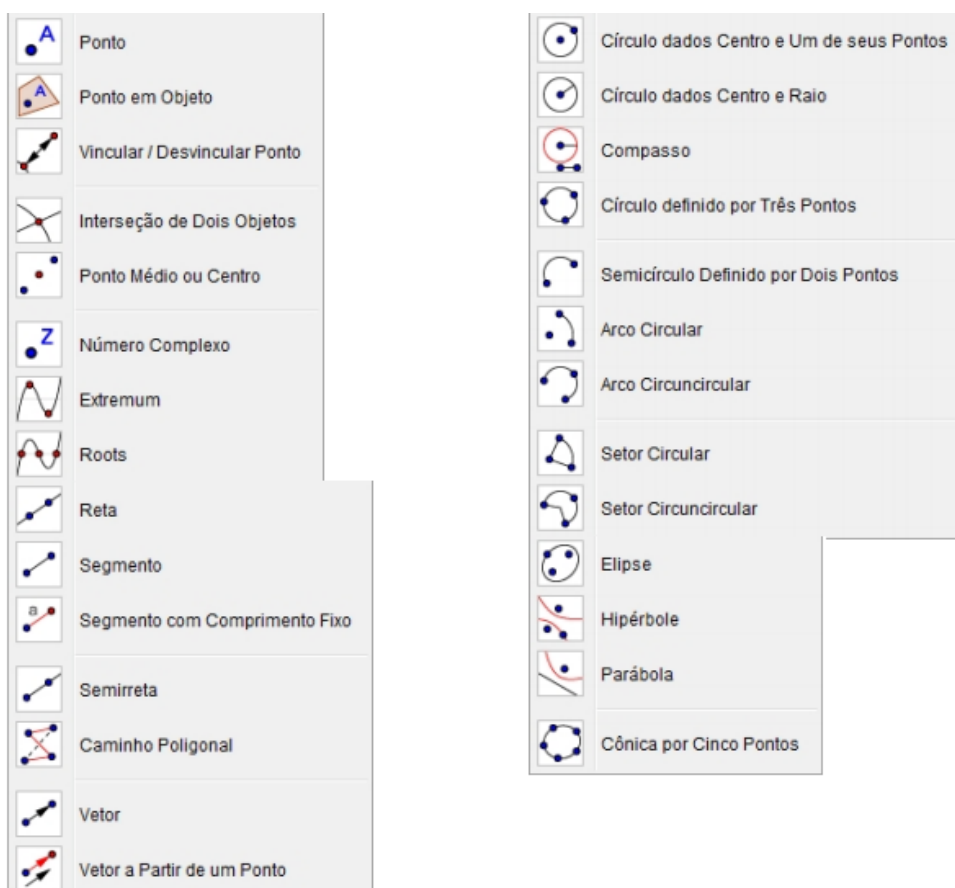 A
Ponto
A
Ponto em Objeto
Vincular / Desvincular Ponto
Interseção de Dois Objetos
Ponto Médio ou Centro
Z
Número Complexo
Extremum
Roots
Reta
Segmento
a
Segmento com Comprimento Fixo
Semirreta
Caminho Poligonal
Vetor
Vetor a Partir de um Ponto
Círculo dados Centro e Um de seus Pontos
Círculo dados Centro e Raio
Compasso
Círculo definido por Três Pontos
Semicírculo Definido por Dois Pontos
Arco Circular
Arco Circuncircular
Setor Circular
Setor Circuncircular
Elipse
Hipérbole
Parábola
Cônica por Cinco Pontos